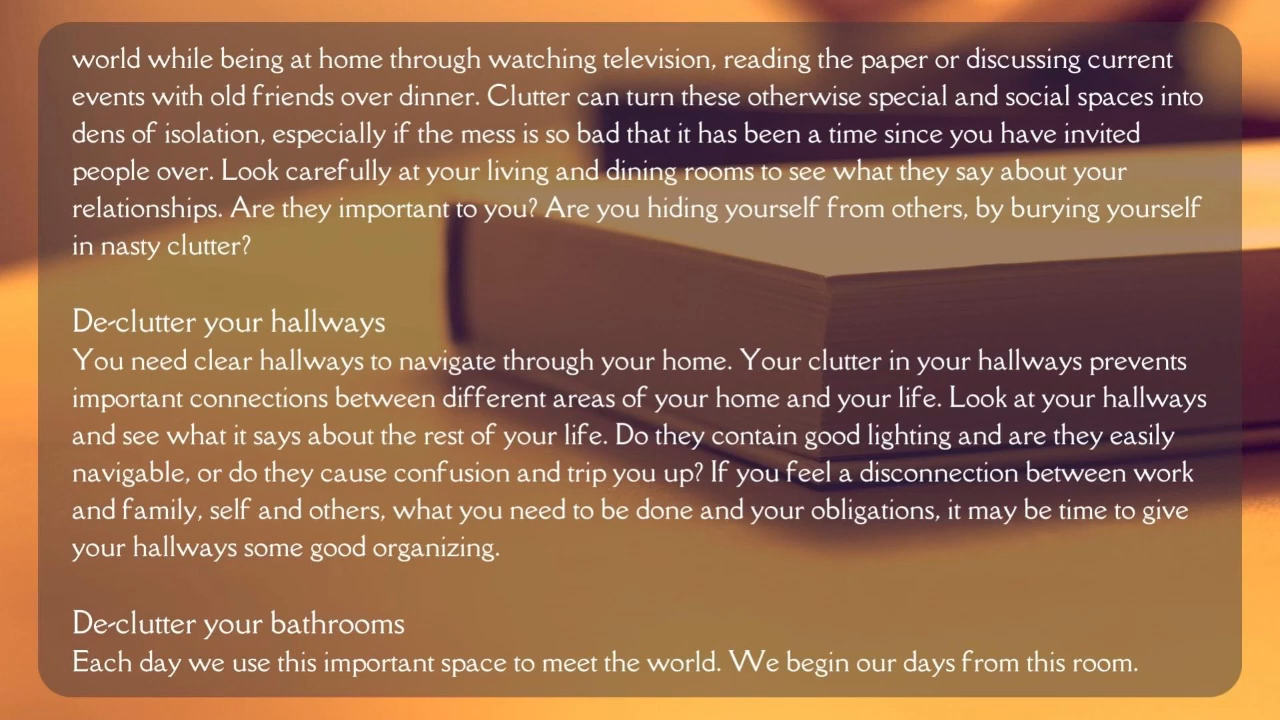 world while being at home through watching television, reading the paper or discussing current
events with old friends over dinner. Clutter can turn these otherwise special and social spaces into
dens of isolation, especially if the mess is so bad that it has been a time since you have invited
people over. Look carefully at your living and dining rooms to see what they say about your
relationships. Are they important to you? Are you hiding yourself from others, by burying yourself
in nasty clutter?
De-clutter your hallways
You need clear hallways to navigate through your home. Your clutter in your hallways prevents
important connections between different areas of your home and your life. Look at your hallways
and see what it says about the rest of your life. Do they contain good lighting and are they easily
navigable, or do they cause confusion and trip you up? If you feel a disconnection between work
and family, self and others, what you need to be done and your obligations, it may be time to give
your hallways some good organizing.
De-clutter your bathrooms
Each day we use this important space to meet the world. We begin our days from this room.